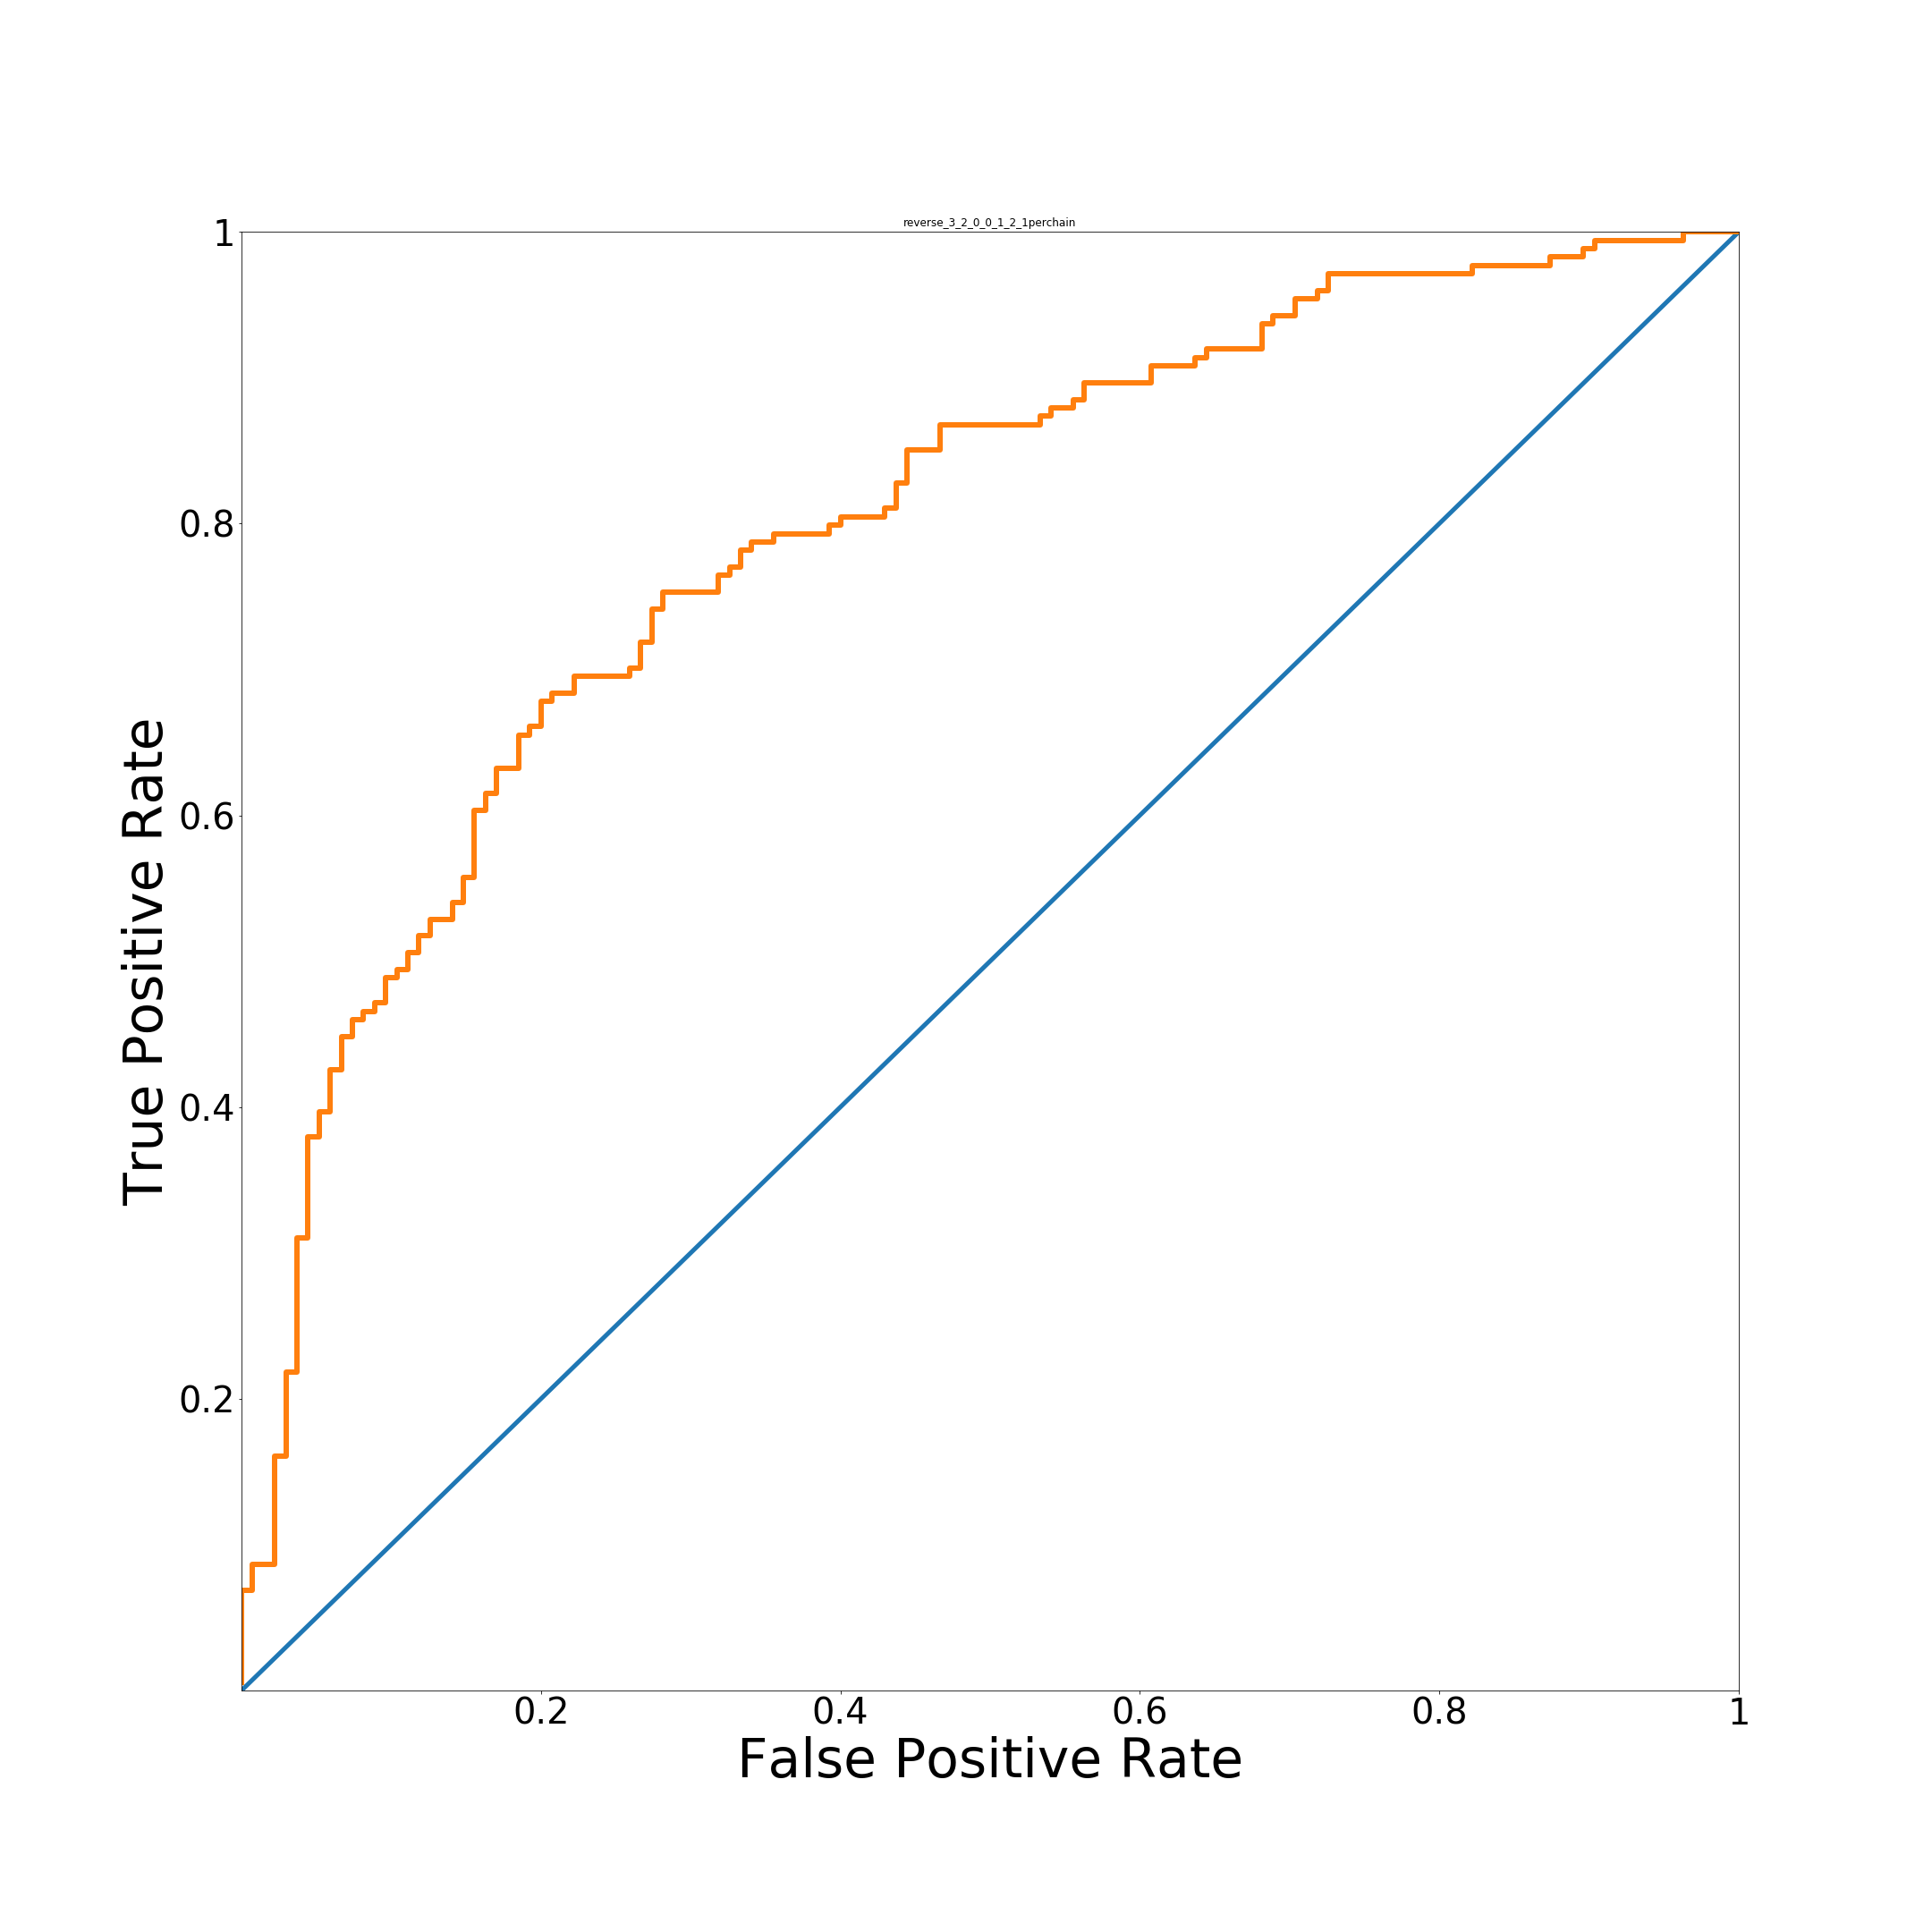 reverse_3_2_0_0_1_2_1perchain
1
0.8
0.6
0.4
0.2
True Positive Rate
0.2 0.4 0.6 0.8 1
False Positive Rate